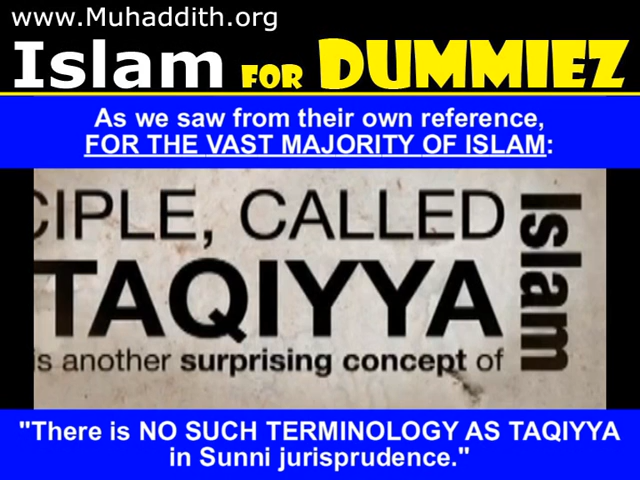 www.Muhaddith.org
Islam FOR DUMMIEZ
As we saw from their own reference,
FOR THE VAST MAJORITY OF ISLAM:
CIPLE, CALLED
TAQIYYA
is another surprising concept of
Islam
"There is NO SUCH TERMINOLOGY AS TAQIYYA
in Sunni jurisprudence."